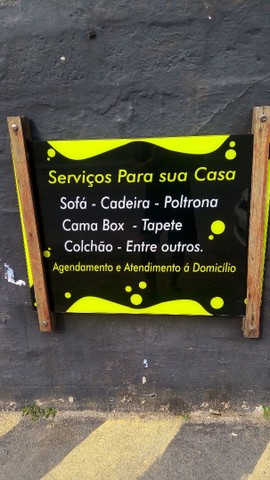 Serviços Para sua Casa
Sofá - Cadeira - Poltrona
Cama Box - Tapete
Colchão - Entre outros.
Agendamento e Atendimento á Domicílio